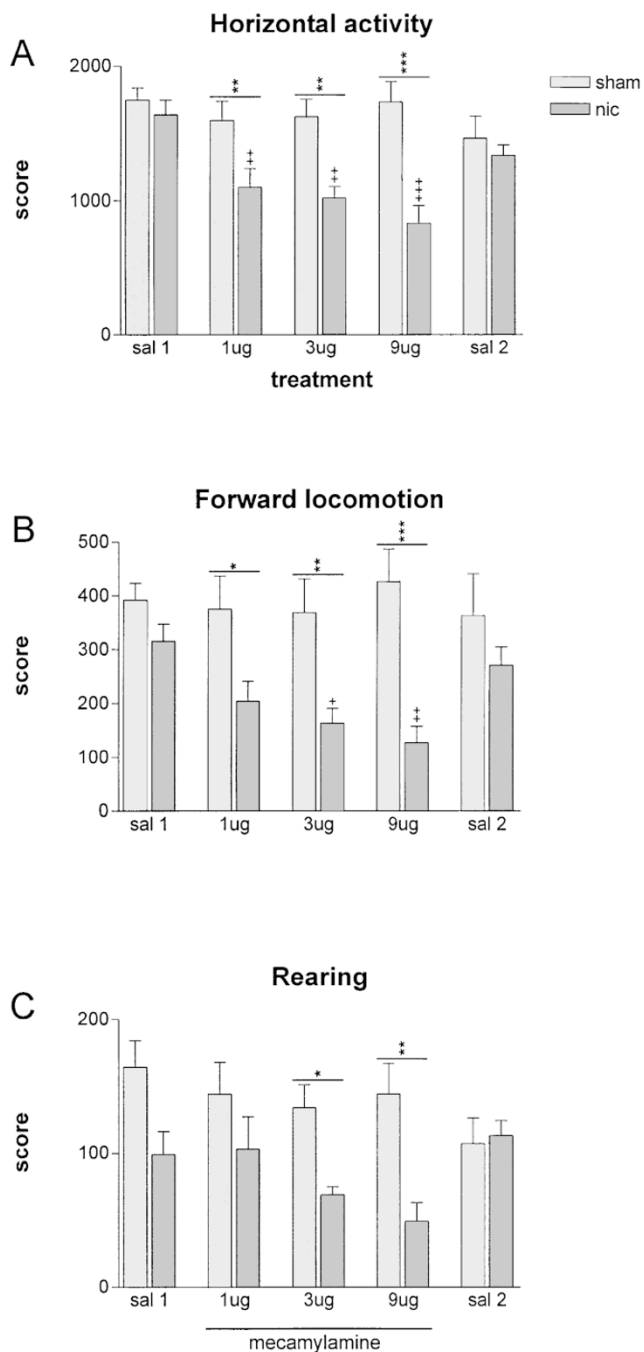 Horizontal activity
A
2000
1000
0
score
** ** ***
++ ++ +++
sham
nic
sal 1 1ug 3ug 9ug sal 2
treatment
Forward locomotion
B
500
400
300
200
100
0
score
* ** ***
+ ++
sal 1 1ug 3ug 9ug sal 2
Rearing
C
200
100
0
score
* **
sal 1 1ug 3ug 9ug sal 2
mecamylamine